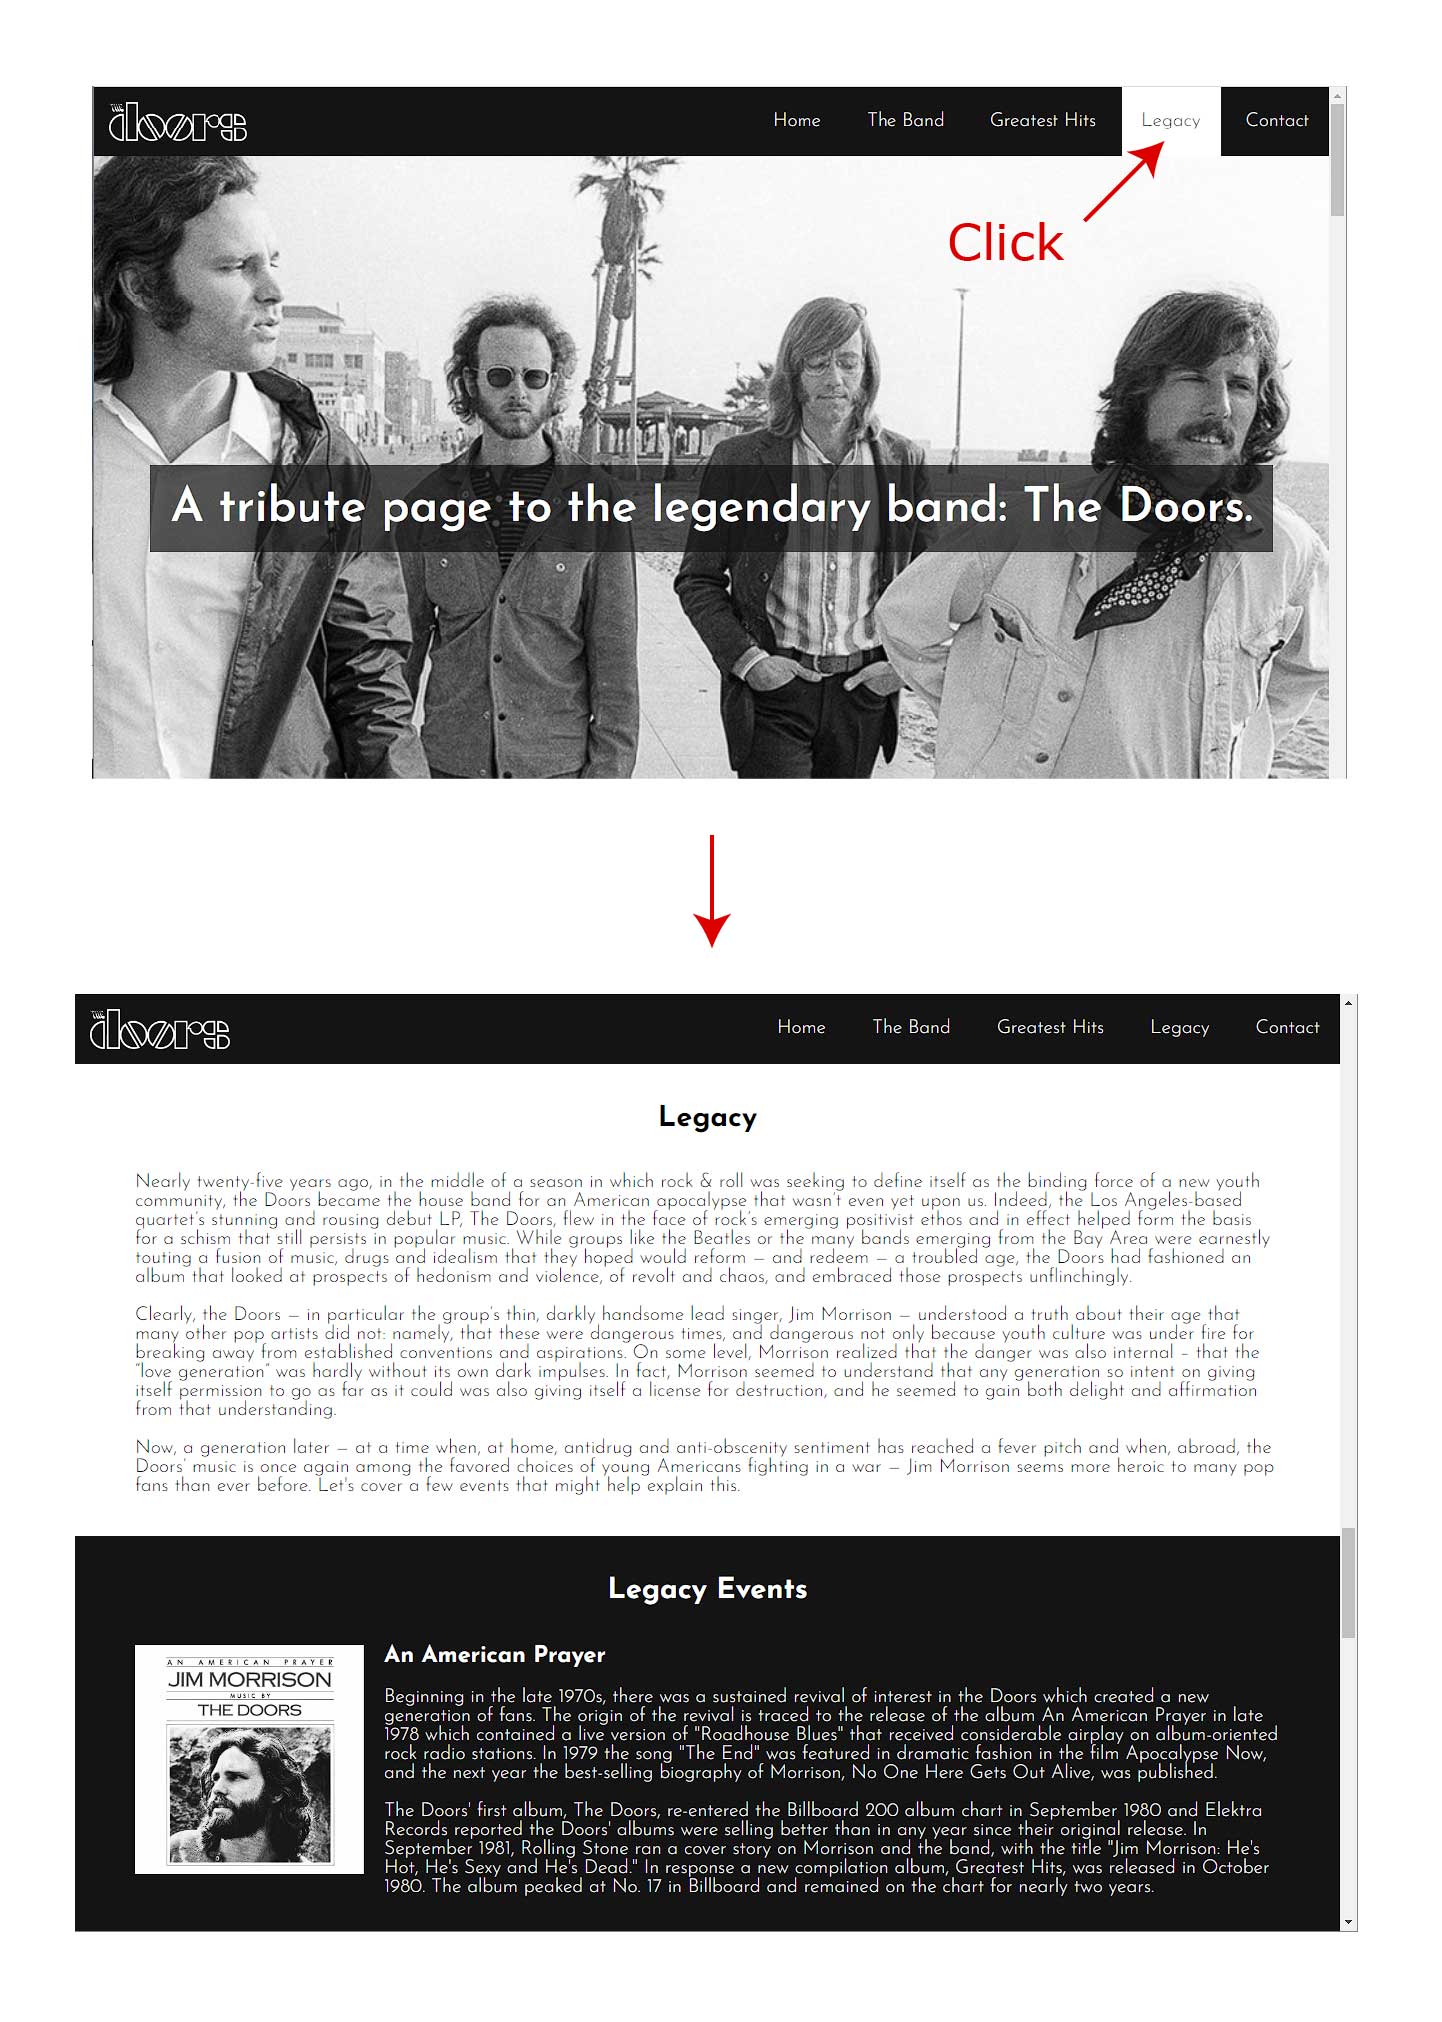 THE doors
Home The Band Greatest Hits Legacy Contact
Click
A tribute page to the legendary band: The Doors.
THE doors
Home The Band Greatest Hits Legacy Contact
Legacy
Nearly twenty-five years ago, in the middle of a season in which rock & roll was seeking to define itself as the binding force of a new youth
community, the Doors became the house band for an American apocalypse that wasn't even yet upon us. Indeed, the Los Angeles-based
quartet's stunning and rousing debut LP, The Doors, flew in the face of rock's emerging positivist ethos and in effect helped form the basis
for a schism that still persists in popular music. While groups like the Beatles or the many bands emerging from the Bay Area were earnestly
touting a fusion of music, drugs and idealism that they hoped would reform — and redeem — a troubled age, the Doors had fashioned an
album that looked at prospects of hedonism and violence, of revolt and chaos, and embraced those prospects unflinchingly.
Clearly, the Doors — in particular the group's thin, darkly handsome lead singer, Jim Morrison — understood a truth about their age that
many other pop artists did not: namely, that these were dangerous times, and dangerous not only because youth culture was under fire for
breaking away from established conventions and aspirations. On some level, Morrison realized that the danger was also internal – that the
“love generation” was hardly without its own dark impulses. In fact, Morrison seemed to understand that any generation so intent on giving
itself permission to go as far as it could was also giving itself a license for destruction, and he seemed to gain both delight and affirmation
from that understanding.
Now, a generation later — at a time when, at home, antidrug and anti-obscenity sentiment has reached a fever pitch and when, abroad, the
Doors' music is once again among the favored choices of young Americans fighting in a war — Jim Morrison seems more heroic to many pop
fans than ever before. Let's cover a few events that might help explain this.
Legacy Events
AN AMERICAN PRAYER
JIM MORRISON
MUSIC BY
THE DOORS
An American Prayer
Beginning in the late 1970s, there was a sustained revival of interest in the Doors which created a new
generation of fans. The origin of the revival is traced to the release of the album An American Prayer in late
1978 which contained a live version of "Roadhouse Blues" that received considerable airplay on album-oriented
rock radio stations. In 1979 the song "The End" was featured in dramatic fashion in the film Apocalypse Now,
and the next year the best-selling biography of Morrison, No One Here Gets Out Alive, was published.
The Doors' first album, The Doors, re-entered the Billboard 200 album chart in September 1980 and Elektra
Records reported the Doors' albums were selling better than in any year since their original release. In
September 1981, Rolling Stone ran a cover story on Morrison and the band, with the title "Jim Morrison: He's
Hot, He's Sexy and He's Dead." In response a new compilation album, Greatest Hits, was released in October
1980. The album peaked at No. 17 in Billboard and remained on the chart for nearly two years.